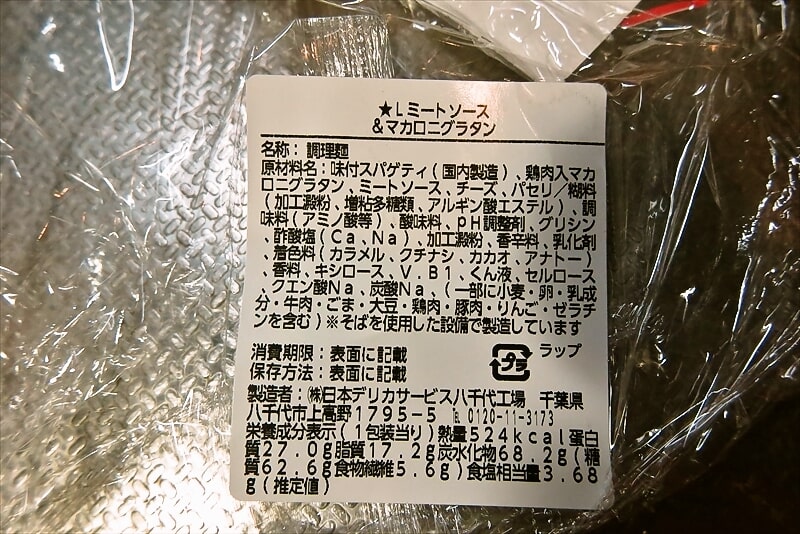 ★Lミートソース
&マカロニグラタン
名称:調理麺
原材料名:味付スパゲティ(国内製造)、鶏肉入マカ
ロニグラタン、ミートソース、チーズ、パセリ/糊料
(加工澱粉、増粘多糖類、アルギン酸エステル)、調
味料(アミノ酸等)、酸味料、pH調整剤、グリシン
、酢酸塩(Ca、Na)、加工澱粉、香辛料、乳化剤
、着色料(カラメル、クチナシ、カカオ、アナトー)
、香料、キシロース、V.B1、くん液、セルロース
、クエン酸Na、炭酸Na、(一部に小麦・卵・乳成
分・牛肉・ごま・大豆・鶏肉・豚肉・りんご・ゼラチ
ンを含む)※そばを使用した設備で製造しています
消費期限:表面に記載
保存方法:表面に記載
プラ
ラップ
製造者:㈱日本デリカサービス八千代工場 千葉県
八千代市上高野1795-5 ℡0120-11-3173
栄養成分表示(1包装当り)熱量524kcal蛋白
質27.0g脂質17.2g炭水化物68.2g(糖
質62.6g食物繊維5.6g)食塩相当量3.68
g(推定値)